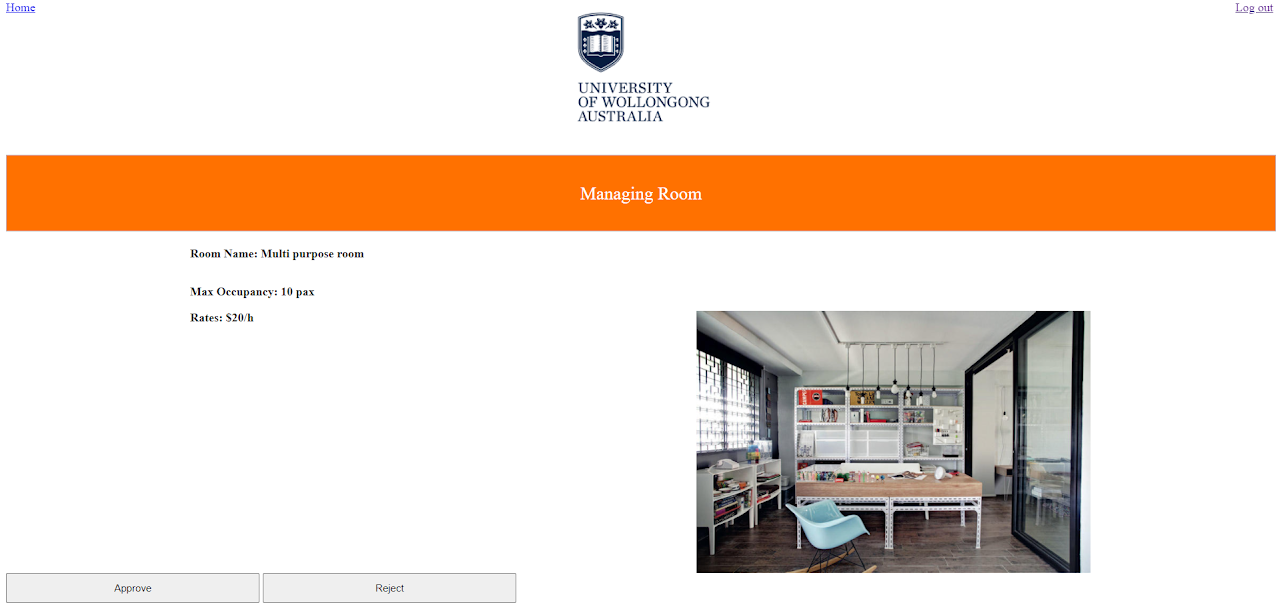 Home
Log out
UNIVERSITY
OF WOLLONGONG
AUSTRALIA
Managing Room
Room Name: Multi purpose room
Max Occupancy: 10 pax
Rates: $20/h
Approve
Reject